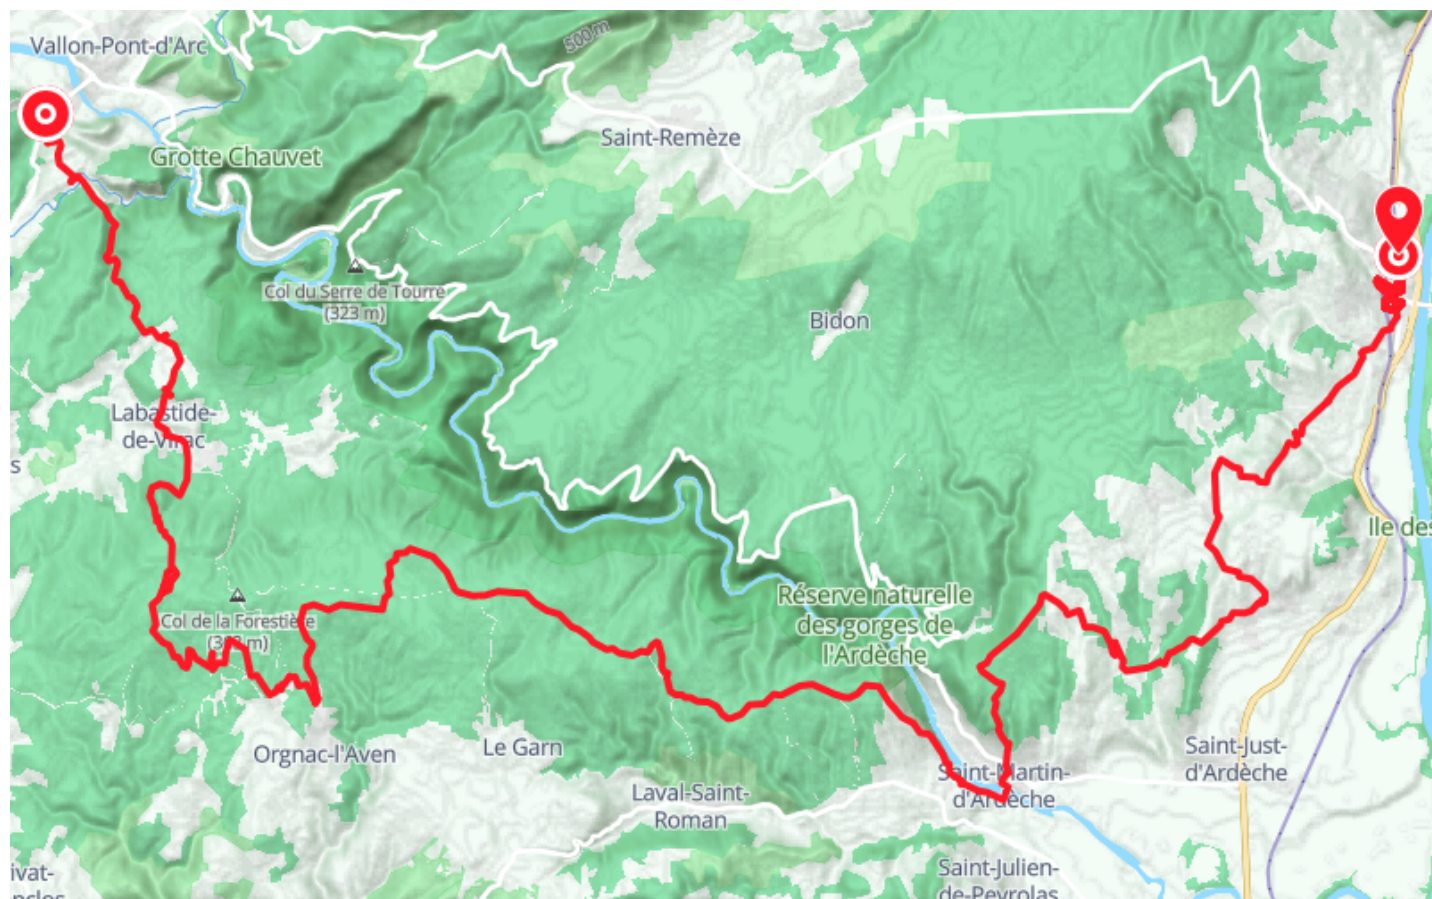 Vallon-Pont-d'Arc
500 m
Saint-Remèze
Grotte Chauvet
Col du Serre de Tourre
(323 m)
Bidon
Labastide-
de-Virac
s
Ile des
Col de la Forestière
Réserve naturelle
des gorges de
l'Ardèche
Orgnac-l'Aven
Le Garn
Saint-Just-
d'Ardèche
Saint-Martin-
d'Ardèche
Laval-Saint-
Roman
Saint-Julien-
de-Peyrolas
ivat-